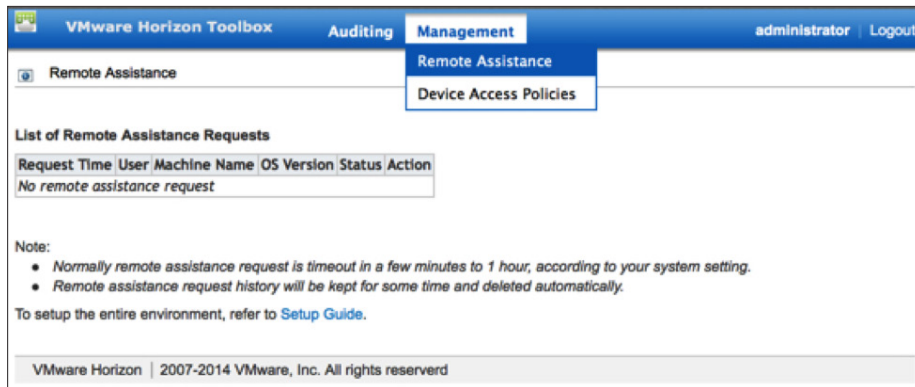 VMware Horizon Toolbox Auditing Management administrator | Logout
Remote Assistance
Device Access Policies
Remote Assistance
List of Remote Assistance Requests
Request Time User Machine Name OS Version Status Action
No remote assistance request
Note:
• Normally remote assistance request is timeout in a few minutes to 1 hour, according to your system setting.
• Remote assistance request history will be kept for some time and deleted automatically.
To setup the entire environment, refer to Setup Guide.
VMware Horizon | 2007-2014 VMware, Inc. All rights reserverd